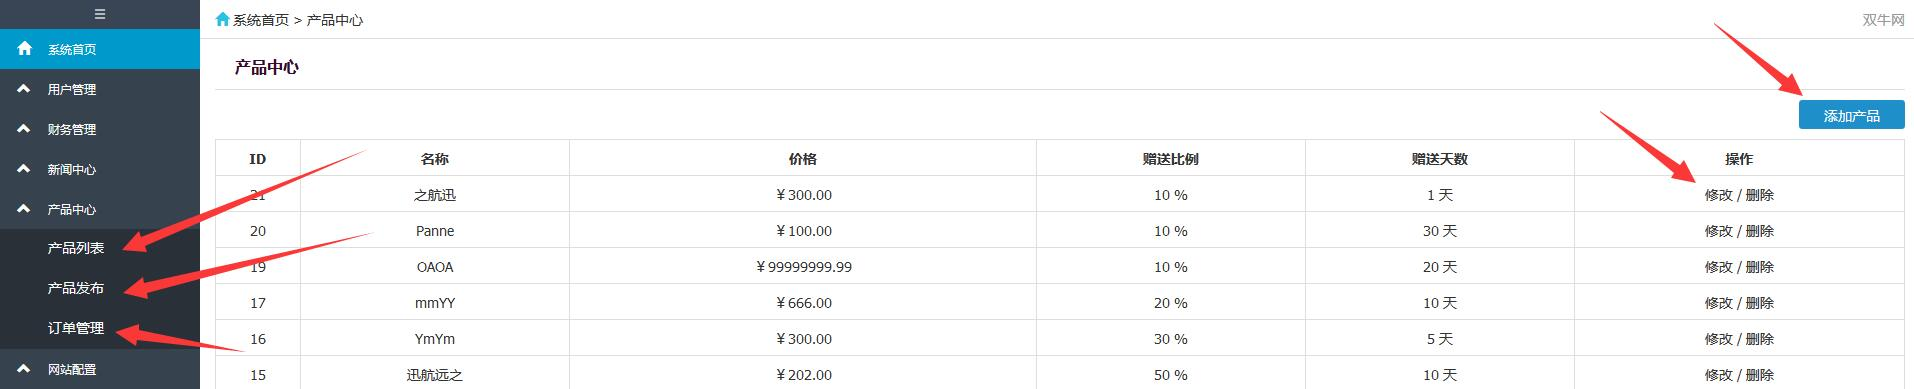 系统首页 > 产品中心
双牛网
系统首页
用户管理
财务管理
新闻中心
产品中心
产品列表
产品发布
订单管理
网站配置
产品中心
添加产品
ID 名称 价格 赠送比例 赠送天数 操作
21 之航迅 ￥300.00 10 % 1 天 修改 / 删除
20 Panne ￥100.00 10 % 30 天 修改 / 删除
19 OAOA ￥99999999.99 10 % 20 天 修改 / 删除
17 mmYY ￥666.00 20 % 10 天 修改 / 删除
16 YmYm ￥300.00 30 % 5 天 修改 / 删除
15 迅航远之 ￥202.00 50 % 10 天 修改 / 删除